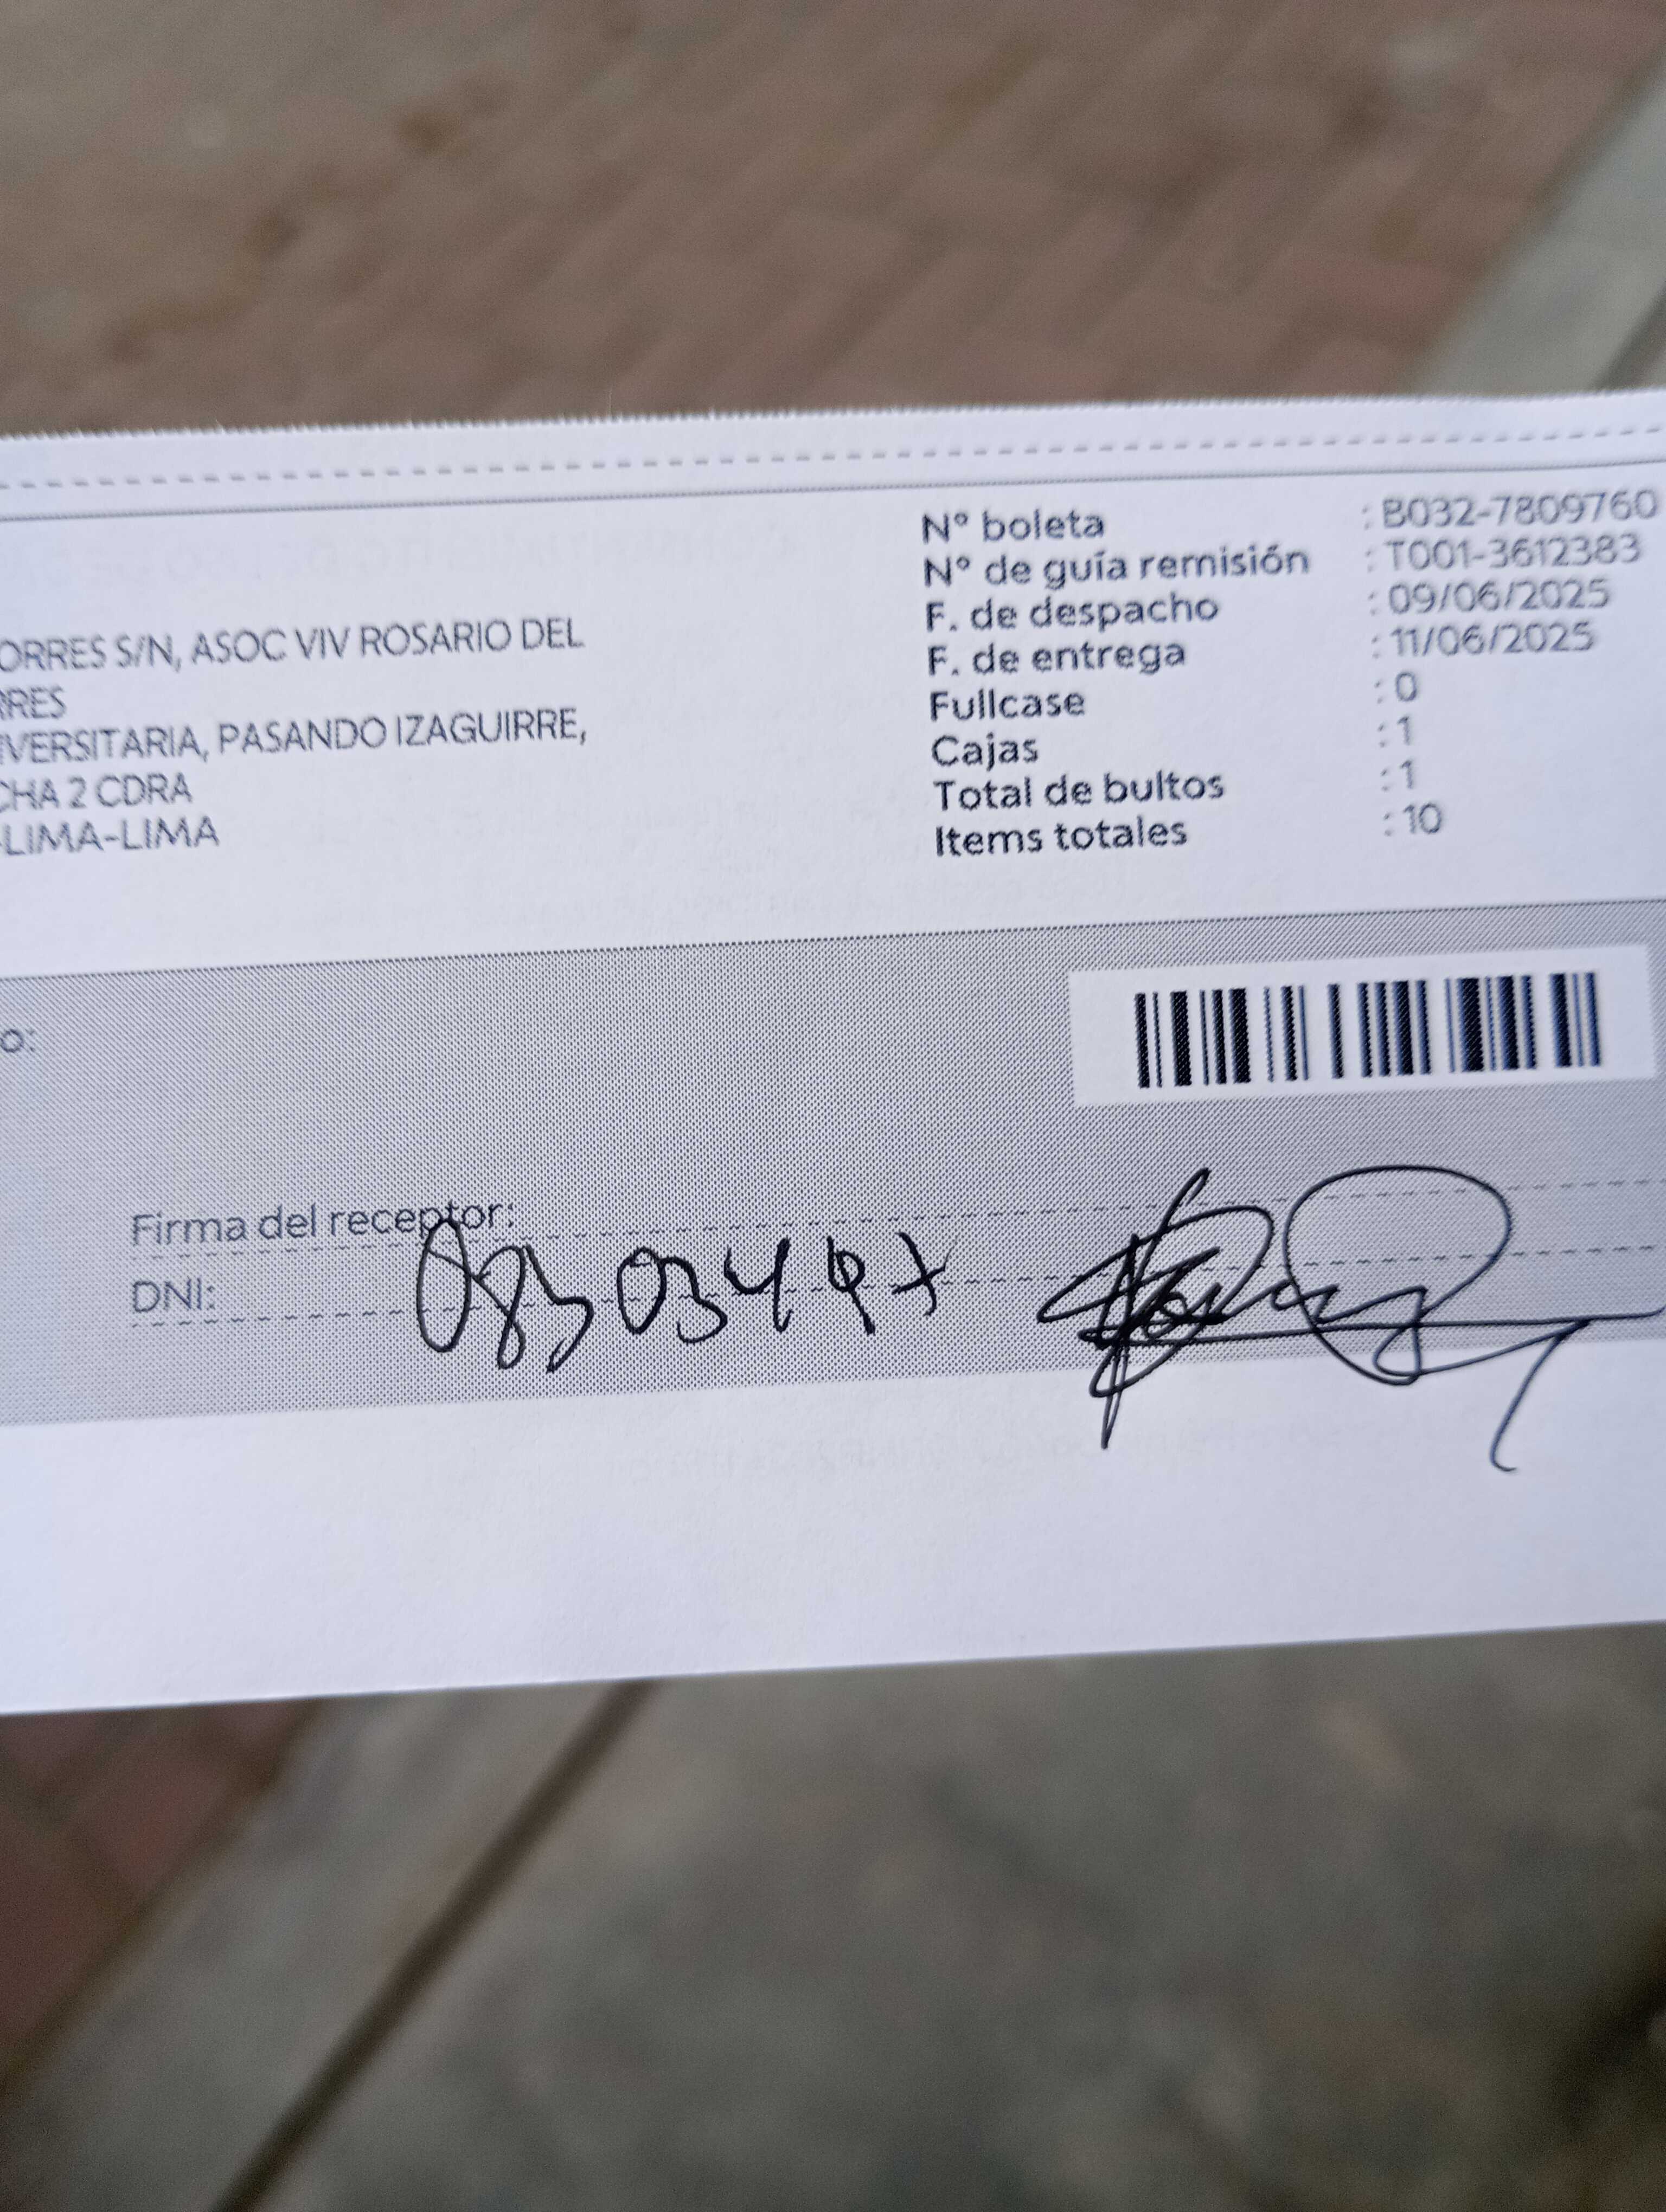 ORRES S/N, ASOC VIV ROSARIO DEL
RRES
IVERSITARIA, PASANDO IZAGUIRRE,
CHA 2 CDRA
-LIMA-LIMA
N° boleta : B032-7809760
N° de guía remisión : T001-3612383
F. de despacho : 09/06/2025
F. de entrega : 11/06/2025
Fullcase : 0
Cajas : 1
Total de bultos : 1
Items totales : 10
o:
Firma del receptor:
DNI: